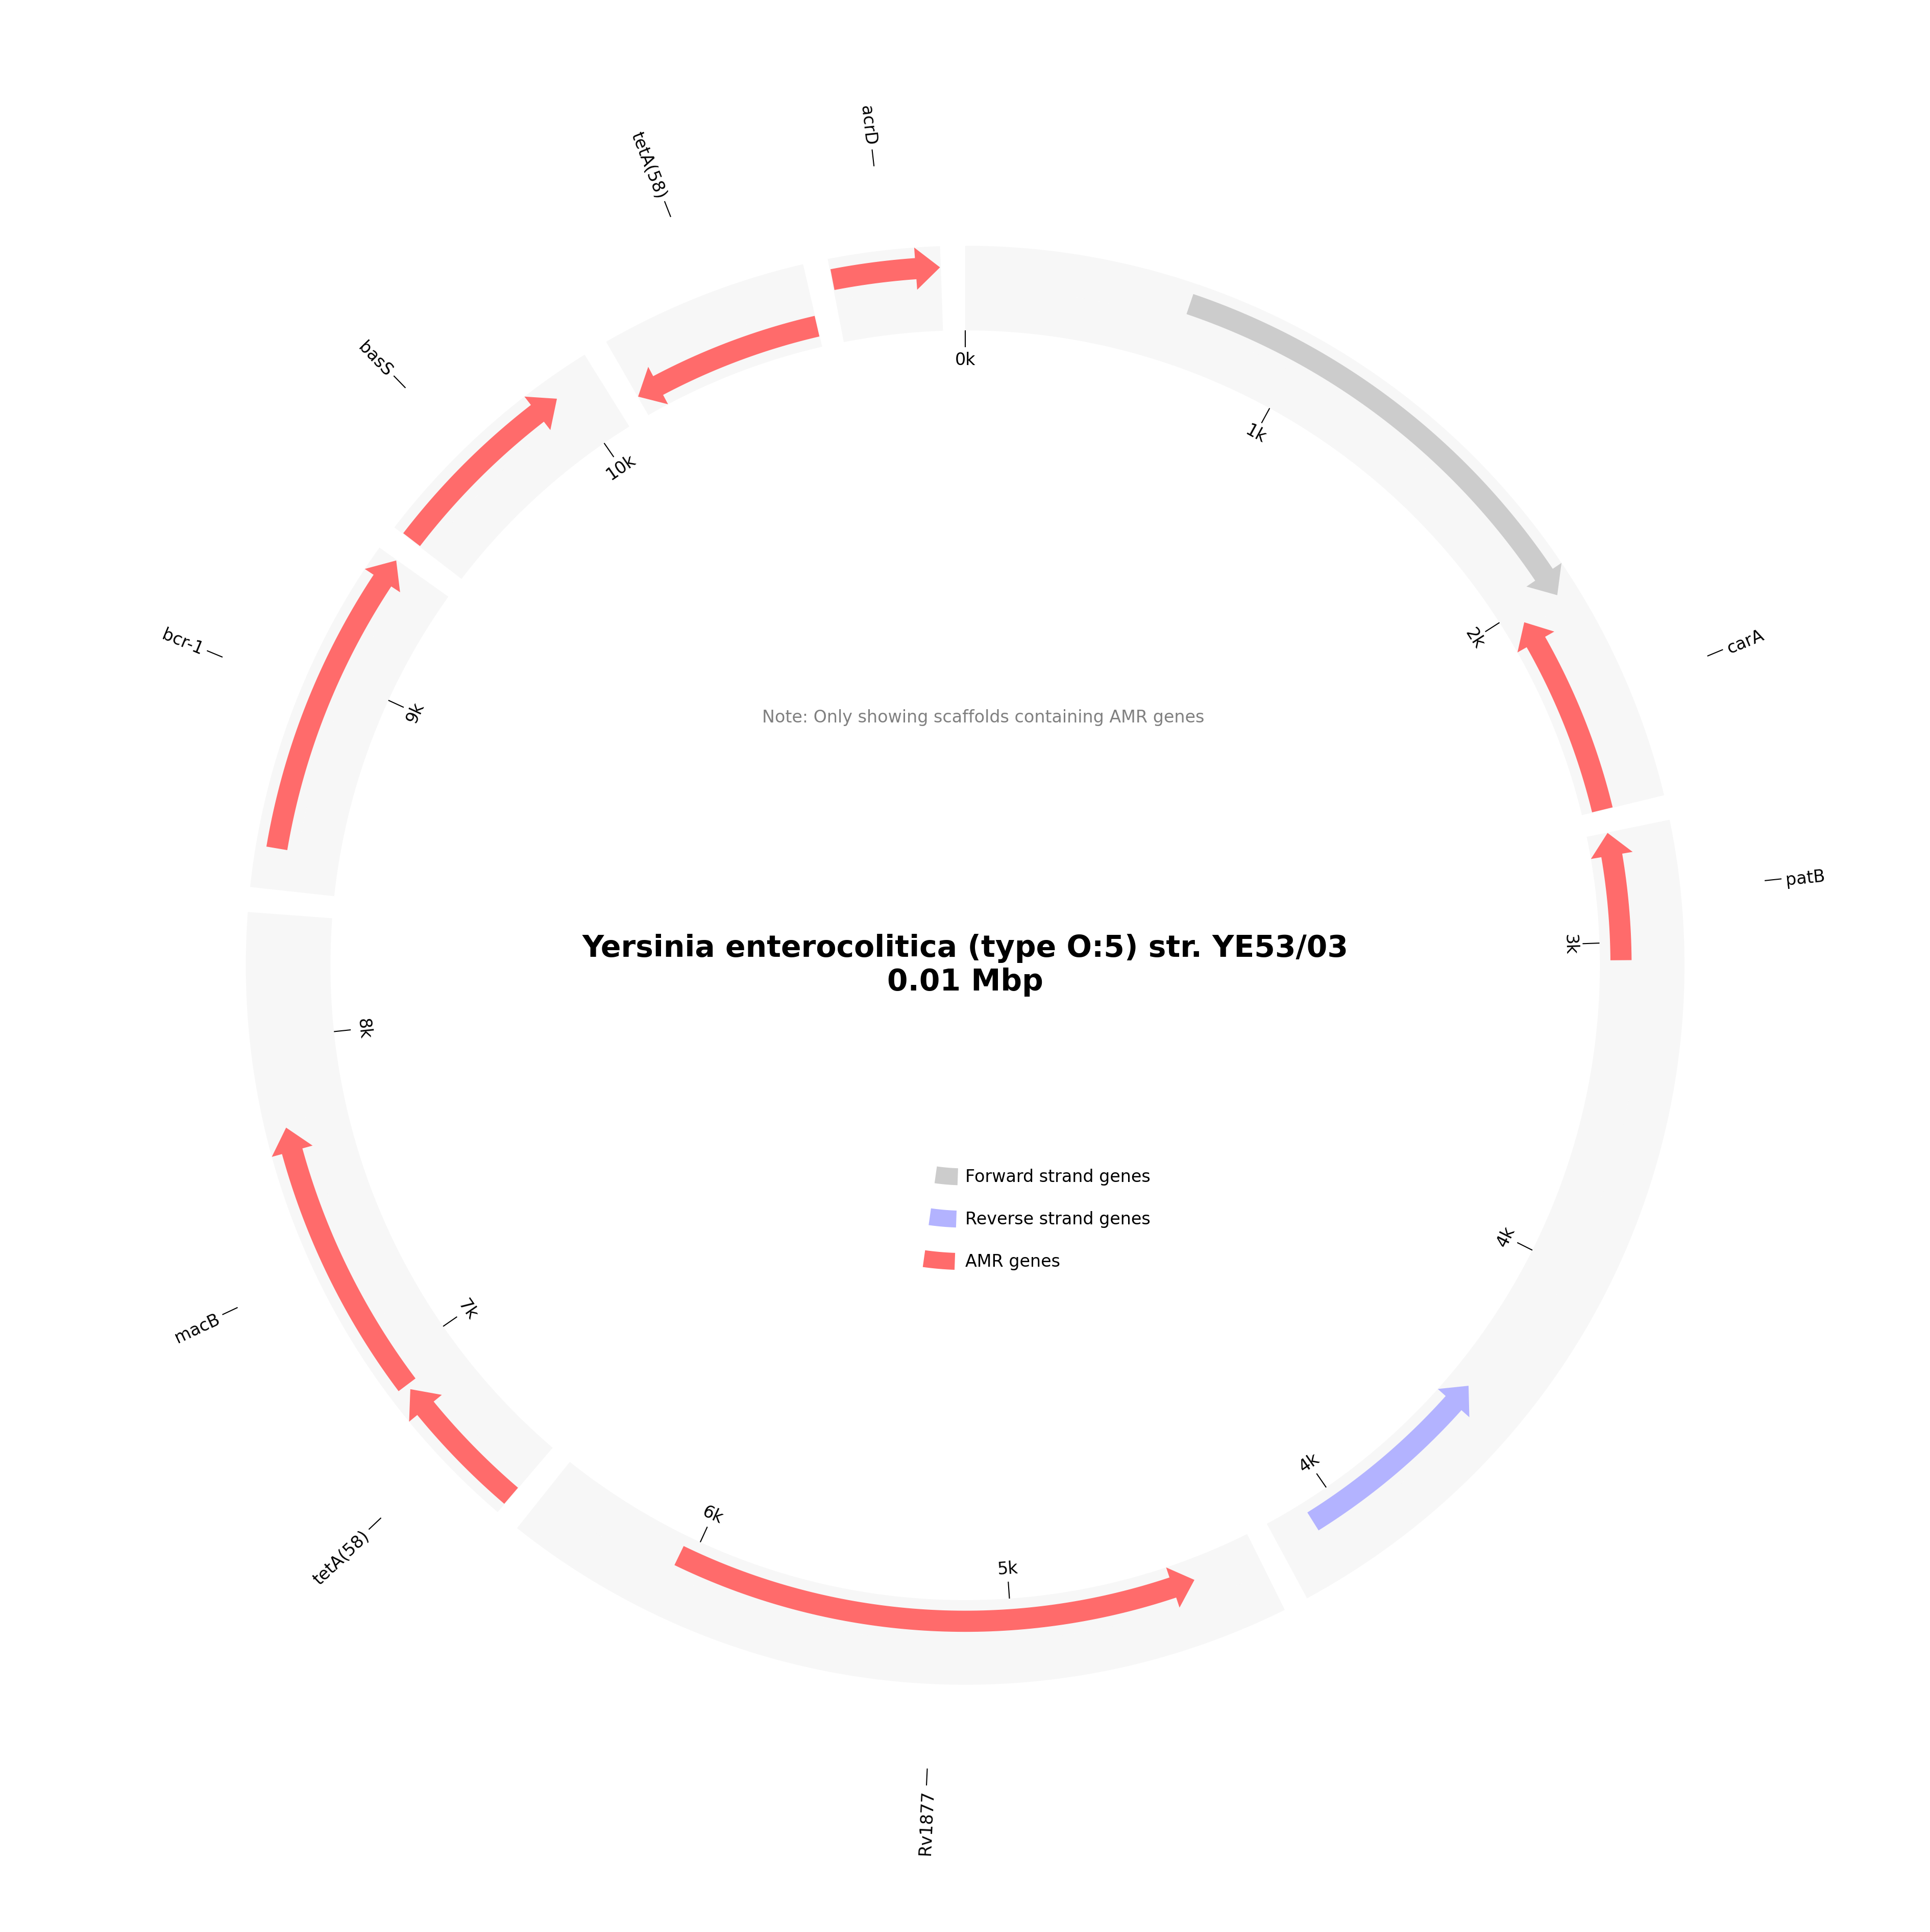 acrD
tetA(58)
basS
0k
1k
10k
2k
carA
bcr-1
9k
Note: Only showing scaffolds containing AMR genes
patB
3k
Yersinia enterocolitica (type O:5) str. YE53/03
0.01 Mbp
8k
Forward strand genes
Reverse strand genes
AMR genes
4k
7k
macB
4k
6k
5k
tetA(58)
Rv1877